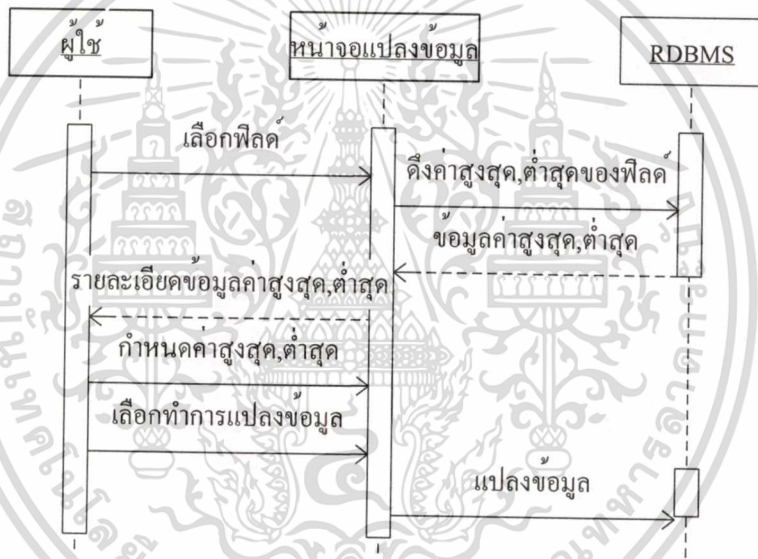 ผู้ใช้
หน้าจอแปลงข้อมูล
RDBMS
เลือกฟิลด์
ดึงค่าสูงสุด,ต่ำสุดของฟิลด์
ข้อมูลค่าสูงสุด,ต่ำสุด
รายละเอียดข้อมูลค่าสูงสุด,ต่ำสุด
กำหนดค่าสูงสุด,ต่ำสุด
เลือกทำการแปลงข้อมูล
แปลงข้อมูล